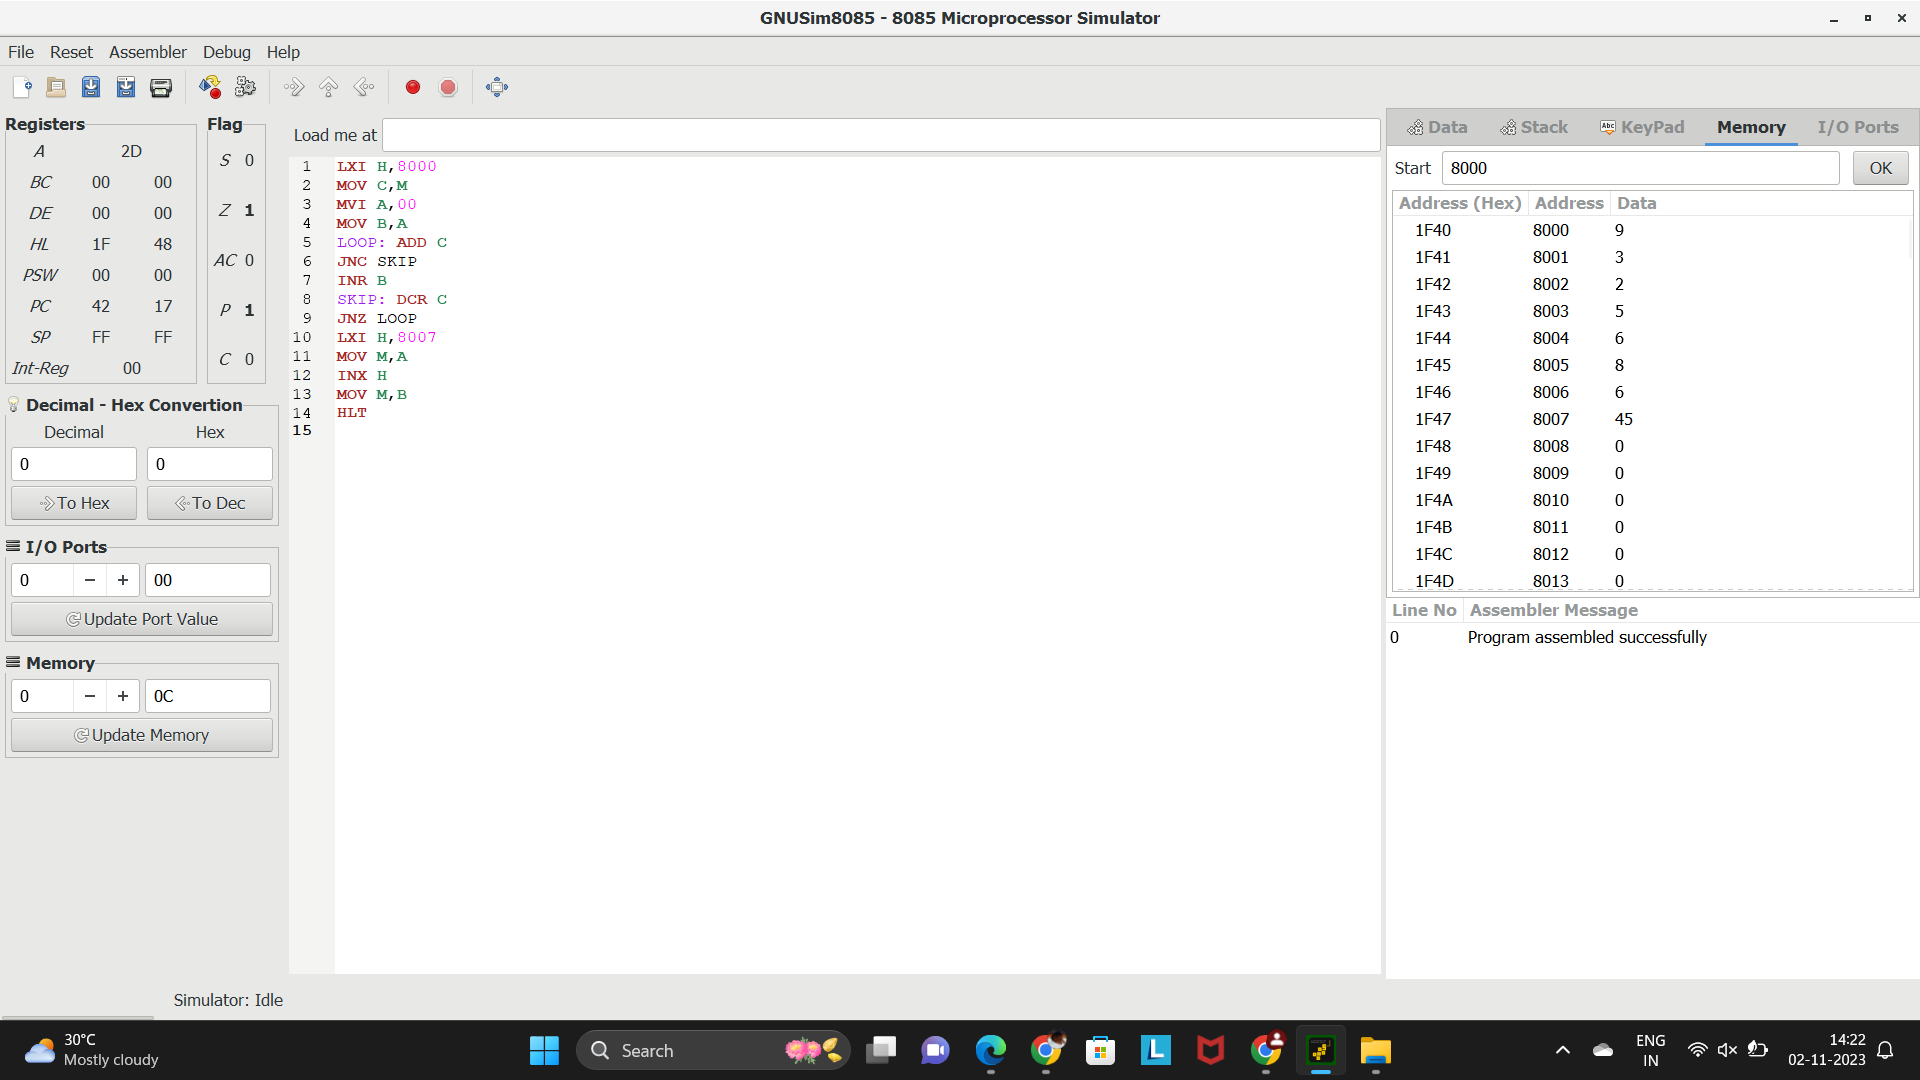 GNUSim8085 - 8085 Microprocessor Simulator
File Reset Assembler Debug Help
Registers
A 2D
BC 00 00
DE 00 00
HL 1F 48
PSW 00 00
PC 42 17
SP FF FF
Int-Reg 00
Flag
S 0
Z 1
AC 0
P 1
C 0
Decimal - Hex Convertion
Decimal Hex
0 0
To Hex To Dec
I/O Ports
0 − + 00
Update Port Value
Memory
0 − + 0C
Update Memory
Load me at
1 LXI H,8000
2 MOV C,M
3 MVI A,00
4 MOV B,A
5 LOOP: ADD C
6 JNC SKIP
7 INR B
8 SKIP: DCR C
9 JNZ LOOP
10 LXI H,8007
11 MOV M,A
12 INX H
13 MOV M,B
14 HLT
15
Data Stack Abc KeyPad Memory I/O Ports
Start 8000 OK
Address (Hex) Address Data
1F40 8000 9
1F41 8001 3
1F42 8002 2
1F43 8003 5
1F44 8004 6
1F45 8005 8
1F46 8006 6
1F47 8007 45
1F48 8008 0
1F49 8009 0
1F4A 8010 0
1F4B 8011 0
1F4C 8012 0
1F4D 8013 0
Line No Assembler Message
0 Program assembled successfully
Simulator: Idle
30°C
Mostly cloudy
Search
L
ENG
IN
14:22
02-11-2023